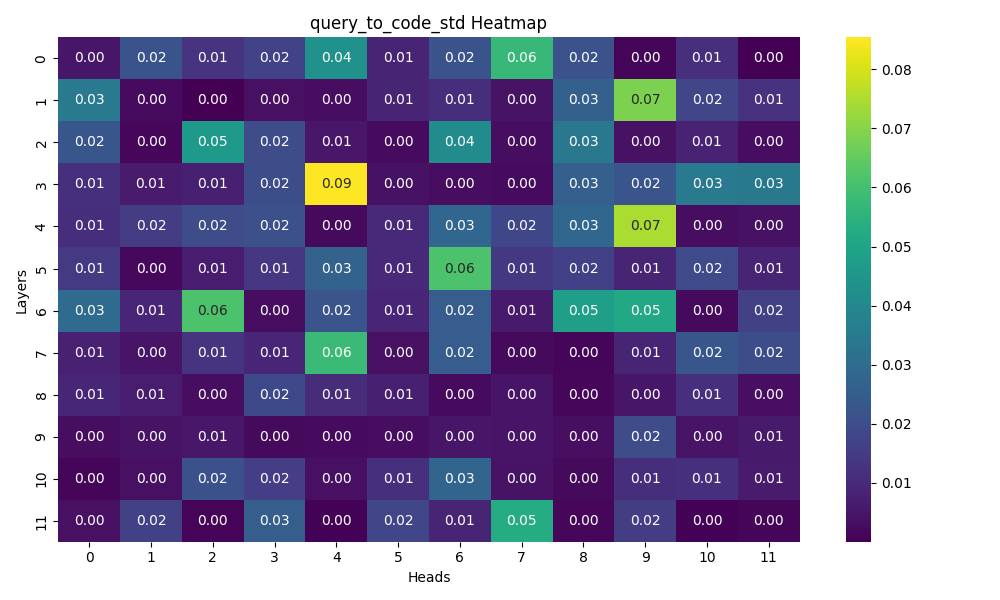 query_to_code_std Heatmap
0 0.00 0.02 0.01 0.02 0.04 0.01 0.02 0.06 0.02 0.00 0.01 0.00
1 0.03 0.00 0.00 0.00 0.00 0.01 0.01 0.00 0.03 0.07 0.02 0.01
2 0.02 0.00 0.05 0.02 0.01 0.00 0.04 0.00 0.03 0.00 0.01 0.00
3 0.01 0.01 0.01 0.02 0.09 0.00 0.00 0.00 0.03 0.02 0.03 0.03
4 0.01 0.02 0.02 0.02 0.00 0.01 0.03 0.02 0.03 0.07 0.00 0.00
5 0.01 0.00 0.01 0.01 0.03 0.01 0.06 0.01 0.02 0.01 0.02 0.01
6 0.03 0.01 0.06 0.00 0.02 0.01 0.02 0.01 0.05 0.05 0.00 0.02
7 0.01 0.00 0.01 0.01 0.06 0.00 0.02 0.00 0.00 0.01 0.02 0.02
8 0.01 0.01 0.00 0.02 0.01 0.01 0.00 0.00 0.00 0.00 0.01 0.00
9 0.00 0.00 0.01 0.00 0.00 0.00 0.00 0.00 0.00 0.02 0.00 0.01
10 0.00 0.00 0.02 0.02 0.00 0.01 0.03 0.00 0.00 0.01 0.01 0.01
11 0.00 0.02 0.00 0.03 0.00 0.02 0.01 0.05 0.00 0.02 0.00 0.00
0 1 2 3 4 5 6 7 8 9 10 11
Heads
Layers
0.08
0.07
0.06
0.05
0.04
0.03
0.02
0.01